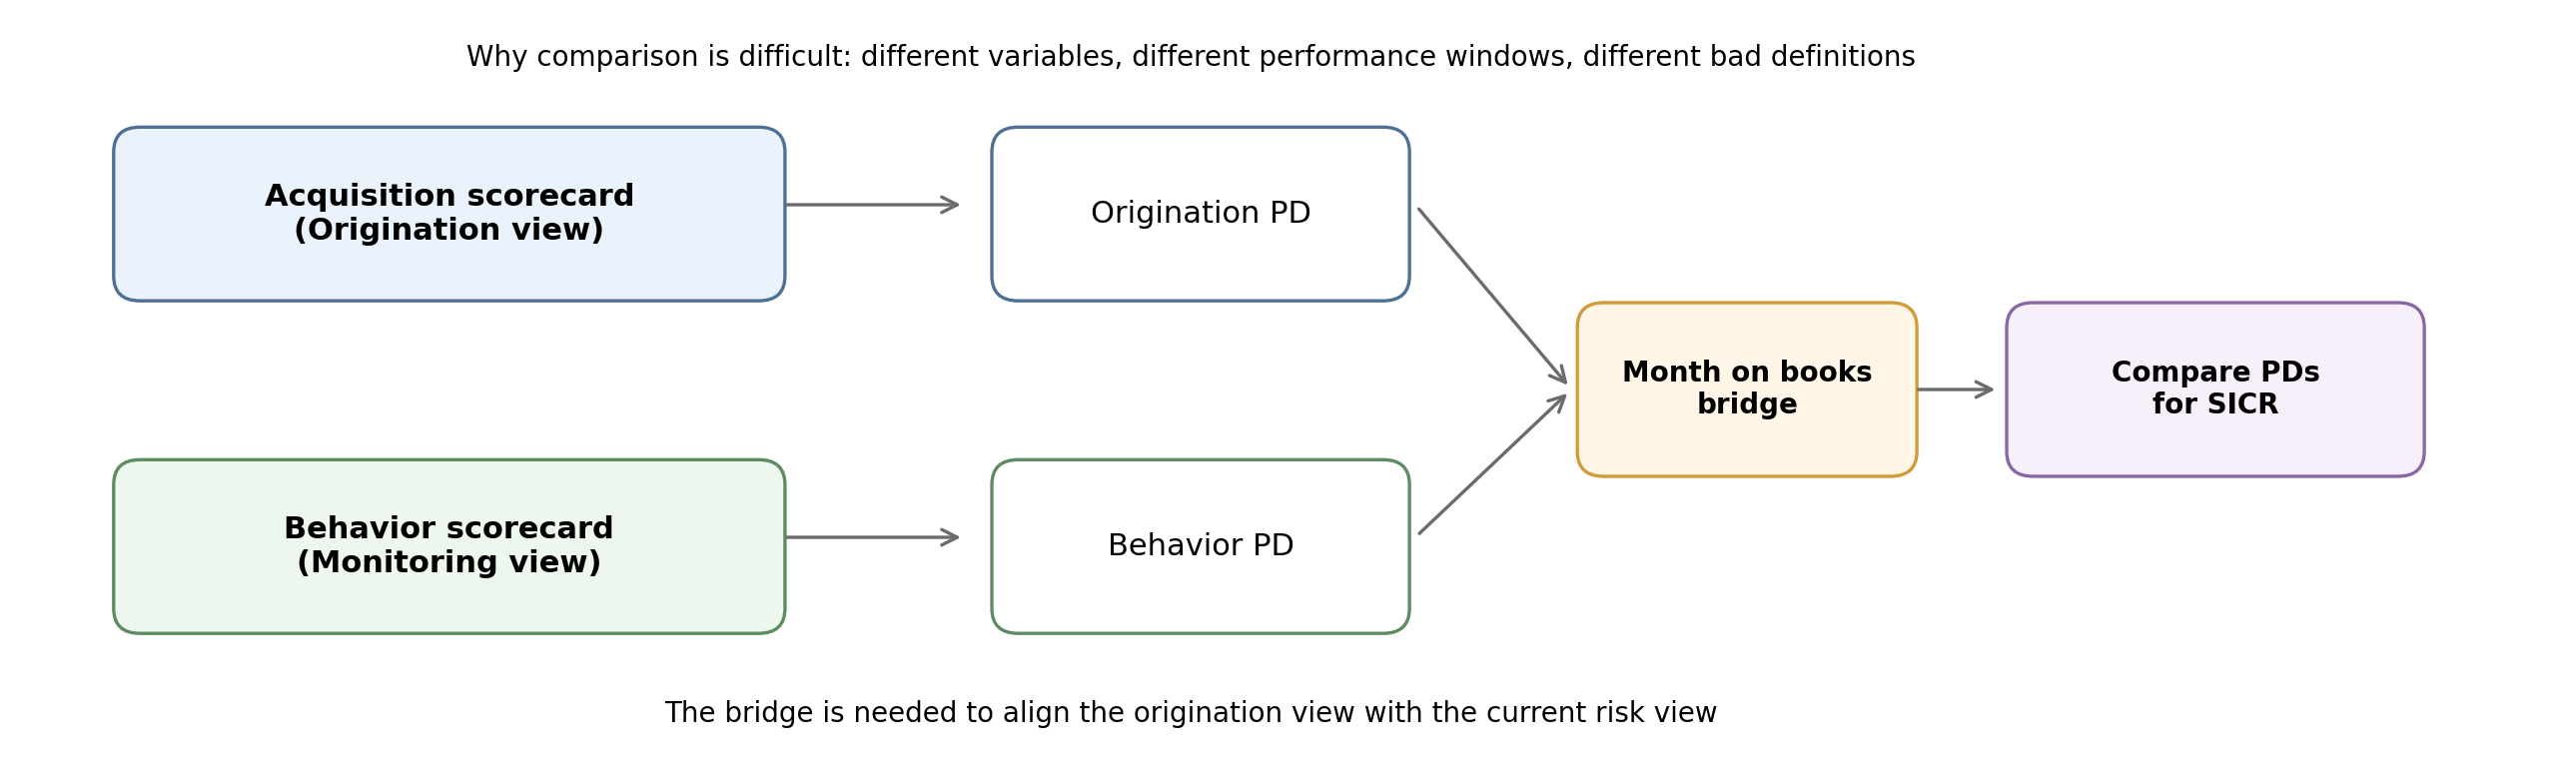 Why comparison is difficult: different variables, different performance windows, different bad definitions
Acquisition scorecard
(Origination view)
Origination PD
Month on books
bridge
Compare PDs
for SICR
Behavior scorecard
(Monitoring view)
Behavior PD
The bridge is needed to align the origination view with the current risk view